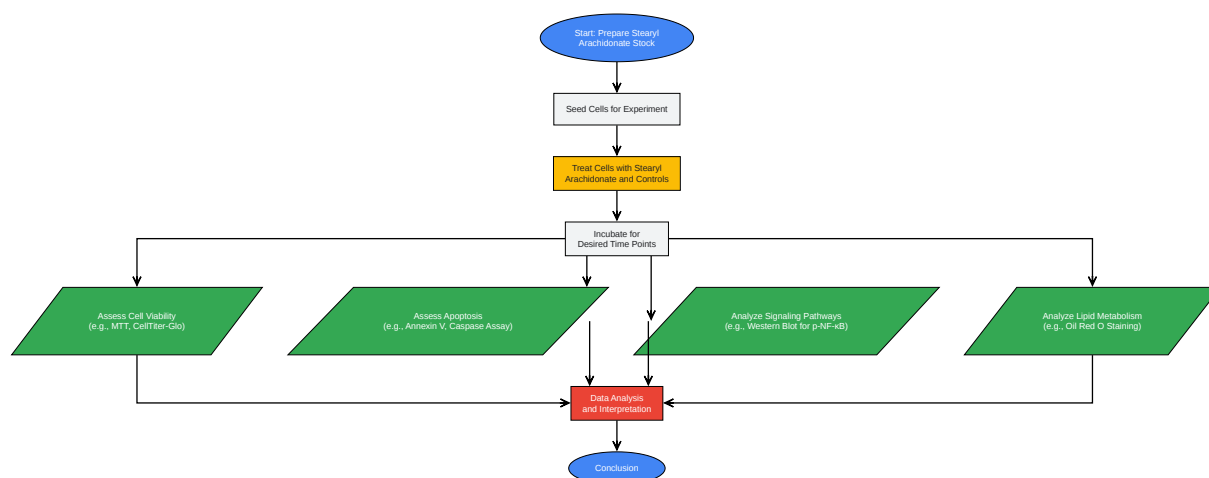 Start: Prepare Stearyl
Arachidonate Stock
Seed Cells for Experiment
Treat Cells with Stearyl
Arachidonate and Controls
Incubate for
Desired Time Points
Assess Cell Viability
(e.g., MTT, CellTiter-Glo)
Assess Apoptosis
(e.g., Annexin V, Caspase Assay)
Analyze Signaling Pathways
(e.g., Western Blot for p-NF-κB)
Analyze Lipid Metabolism
(e.g., Oil Red O Staining)
Data Analysis
and Interpretation
Conclusion